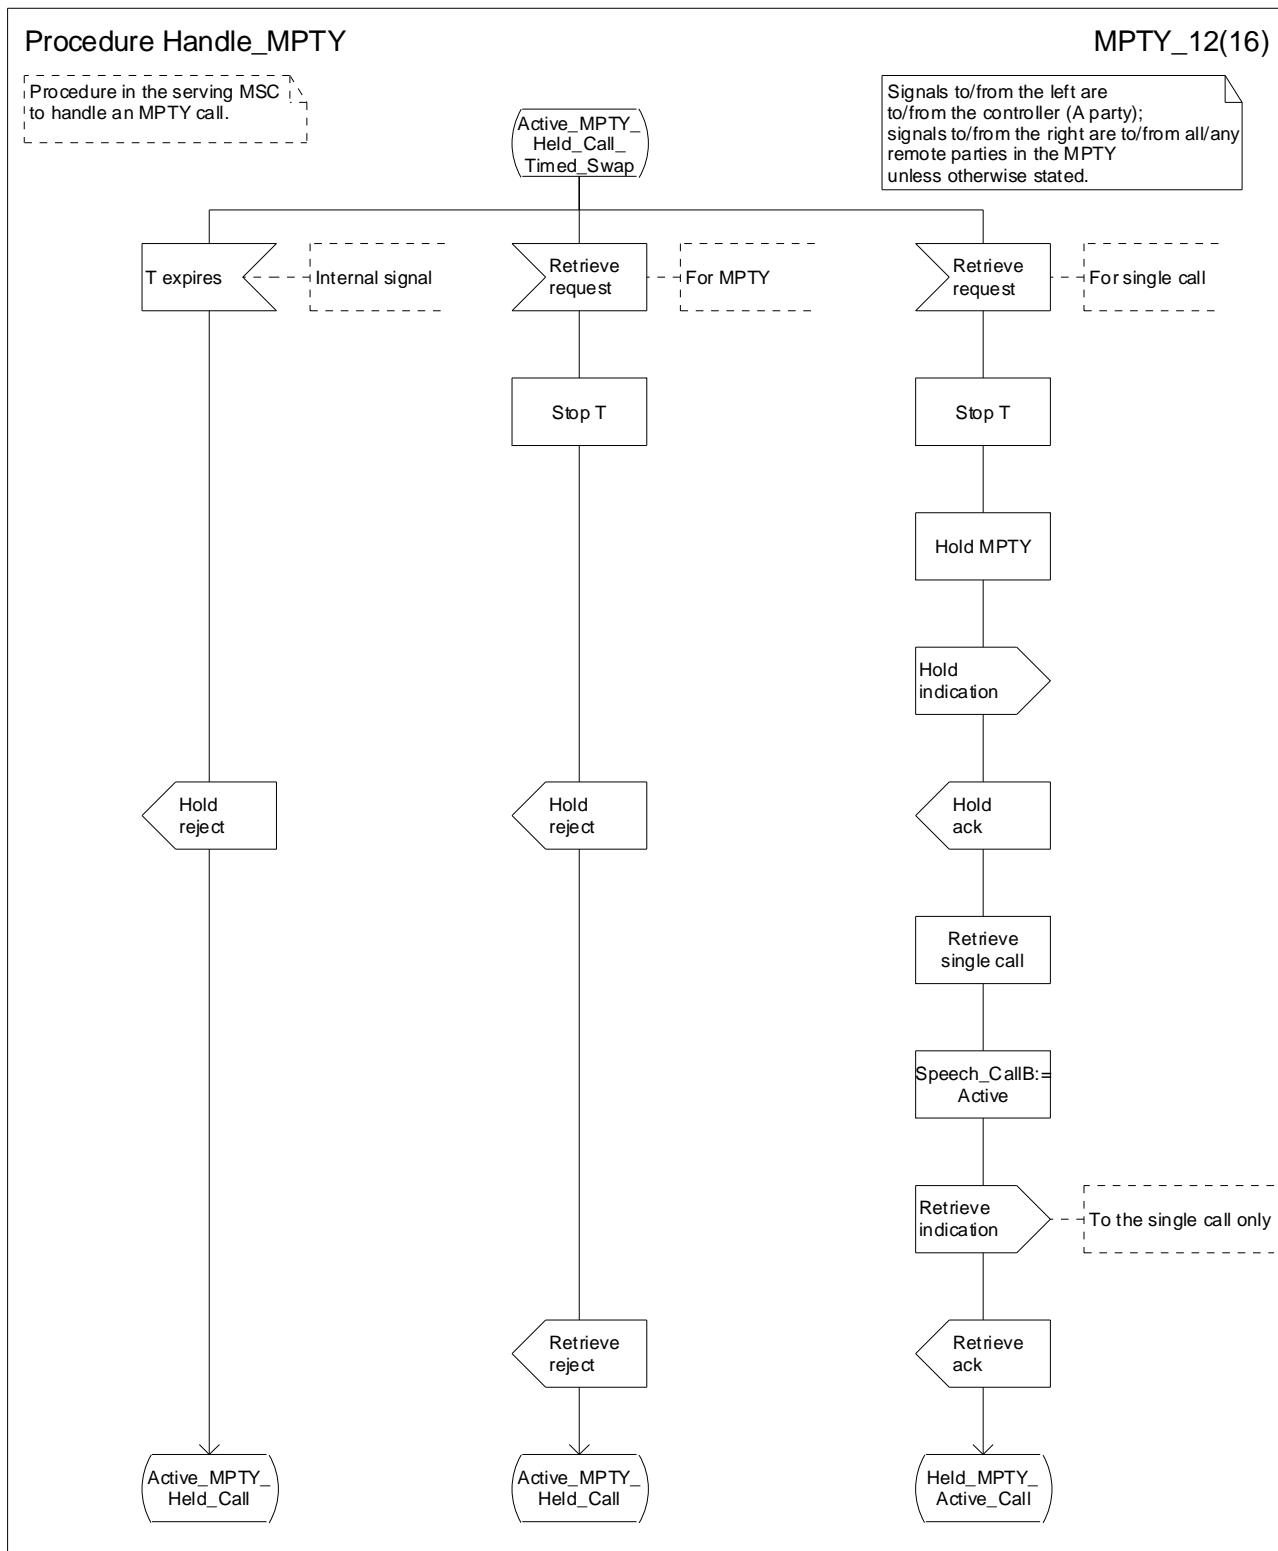 Procedure Handle_MPTY
MPTY_12(16)
Procedure in the serving MSC
to handle an MPTY call.
Signals to/from the left are
to/from the controller (A party);
signals to/from the right are to/from all/any
remote parties in the MPTY
unless otherwise stated.
Active_MPTY_
Held_Call_
Timed_Swap
T expires
Internal signal
Retrieve
request
For MPTY
Retrieve
request
For single call
Stop T
Stop T
Hold MPTY
Hold
indication
Hold
reject
Hold
reject
Hold
ack
Retrieve
single call
Speech_CallB:=
Active
Retrieve
indication
To the single call only
Retrieve
reject
Retrieve
ack
Active_MPTY_
Held_Call
Active_MPTY_
Held_Call
Held_MPTY_
Active_Call